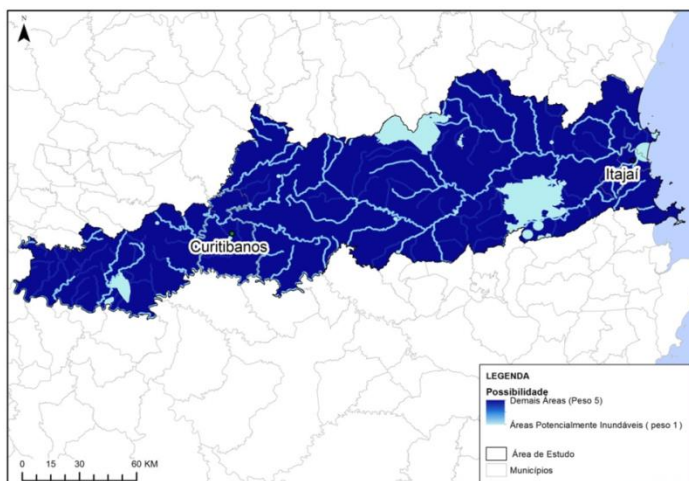 N
Itajaí
Curitibanos
LEGENDA
Possibilidade
Demais Áreas (Peso 5)
Áreas Potencialmente Inundáveis ( peso 1 )
Área de Estudo
Municípios
0 15 30 60 KM